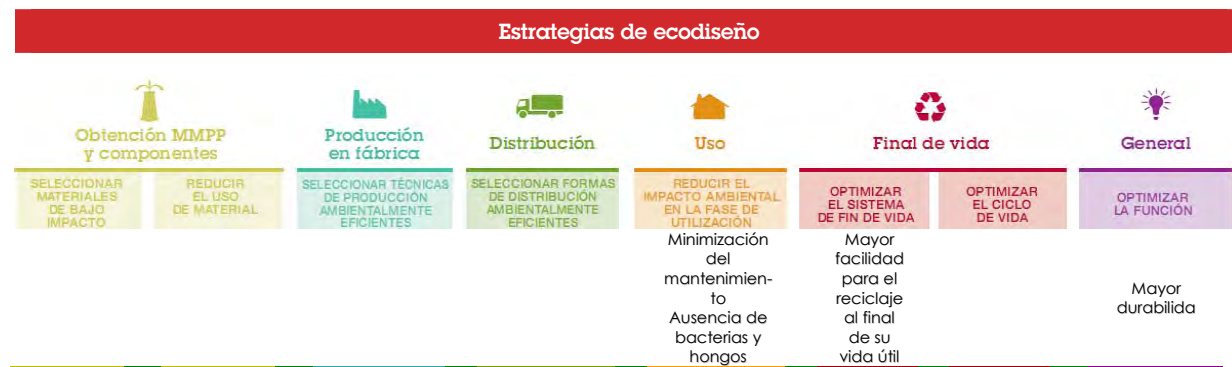 Estrategias de ecodiseño
Obtención MMPP
y componentes
Producción
en fábrica
Distribución
Uso
Final de vida
General
SELECCIONAR
MATERIALES
DE BAJO
IMPACTO
REDUCIR
EL USO
DE MATERIAL
SELECCIONAR TÉCNICAS
DE PRODUCCIÓN
AMBIENTALMENTE
EFICIENTES
SELECCIONAR FORMAS
DE DISTRIBUCIÓN
AMBIENTALMENTE
EFICIENTES
REDUCIR EL
IMPACTO AMBIENTAL
EN LA FASE DE
UTILIZACIÓN
OPTIMIZAR
EL SISTEMA
DE FIN DE VIDA
OPTIMIZAR
EL CICLO
DE VIDA
OPTIMIZAR
LA FUNCIÓN
Minimización
del
mantenimien-
to
Ausencia de
bacterias y
hongos
Mayor
facilidad
para el
reciclaje
al final
de su
vida útil
Mayor
durabilida